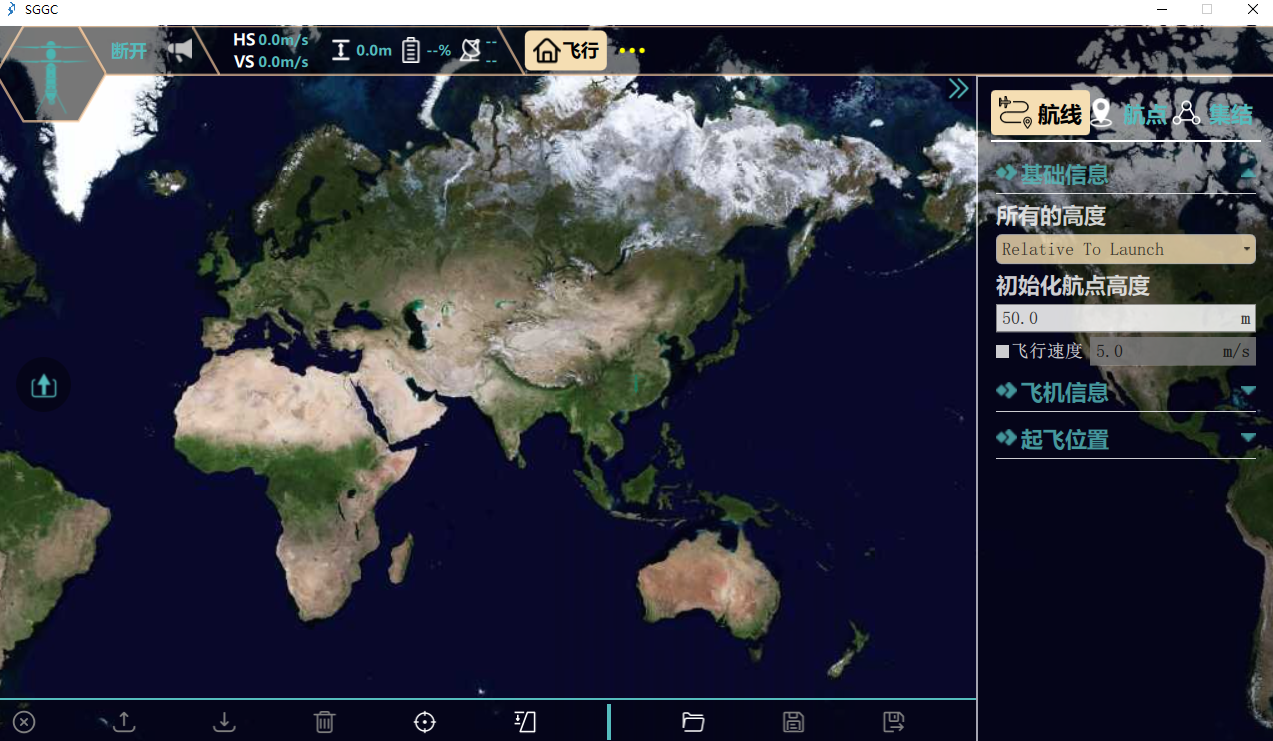 SGGC
断开
HS 0.0m/s
VS 0.0m/s
0.0m
--%
--
--
飞行
航线 航点 集结
基础信息
所有的高度
Relative To Launch
初始化航点高度
50.0 m
飞行速度 5.0 m/s
飞机信息
起飞位置